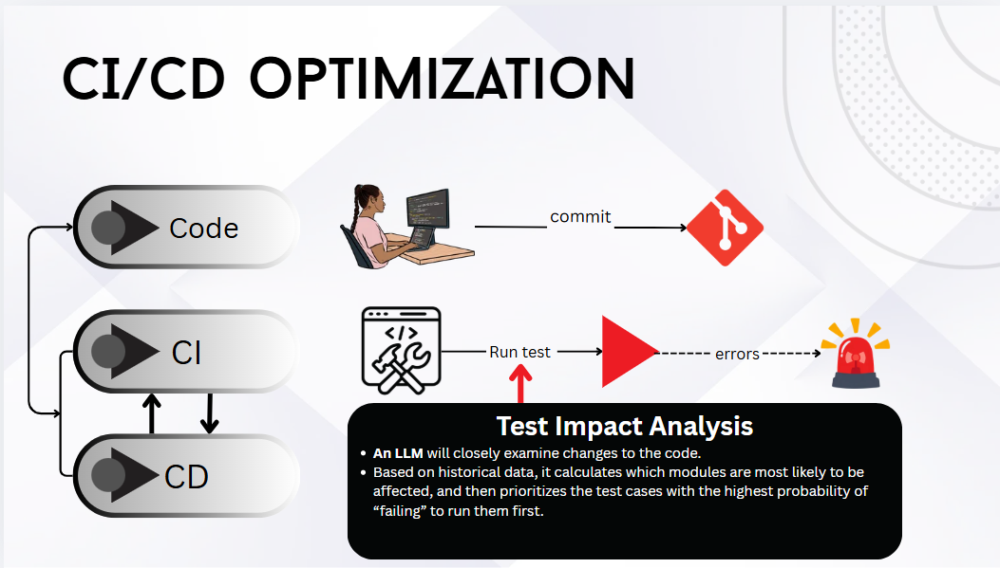 CI/CD OPTIMIZATION
Code
commit
CI
Run test
errors
CD
Test Impact Analysis
• An LLM will closely examine changes to the code.
• Based on historical data, it calculates which modules are most likely to be
affected, and then prioritizes the test cases with the highest probability of
“failing” to run them first.